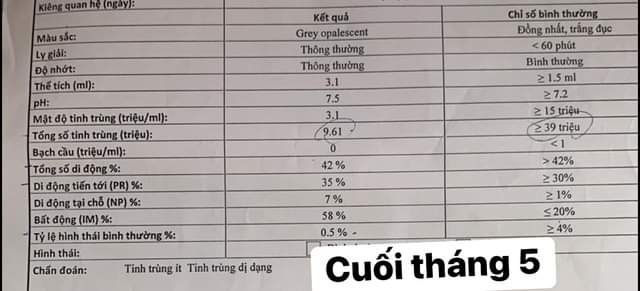 Kiêng quan hệ (ngày):
Kết quả Chỉ số bình thường
Màu sắc: Grey opalescent Đồng nhất, trắng đục
Ly giải: Thông thường < 60 phút
Độ nhớt: Thông thường Bình thường
Thể tích (ml): 3.1 ≥ 1.5 ml
pH: 7.5 ≥ 7.2
Mật độ tinh trùng (triệu/ml): 3.1 ≥ 15 triệu
Tổng số tinh trùng (triệu): 9.61 ≥ 39 triệu
Bạch cầu (triệu/ml): 0 < 1
Tổng số di động %: 42 % > 42%
Di động tiến tới (PR) %: 35 % ≥ 30%
Di động tại chỗ (NP) %: 7 % ≥ 1%
Bất động (IM) %: 58 % ≤ 20%
Tỷ lệ hình thái bình thường %: 0.5 % - ≥ 4%
Hình thái:
Chẩn đoán: Tinh trùng ít Tinh trùng dị dạng
Cuối tháng 5